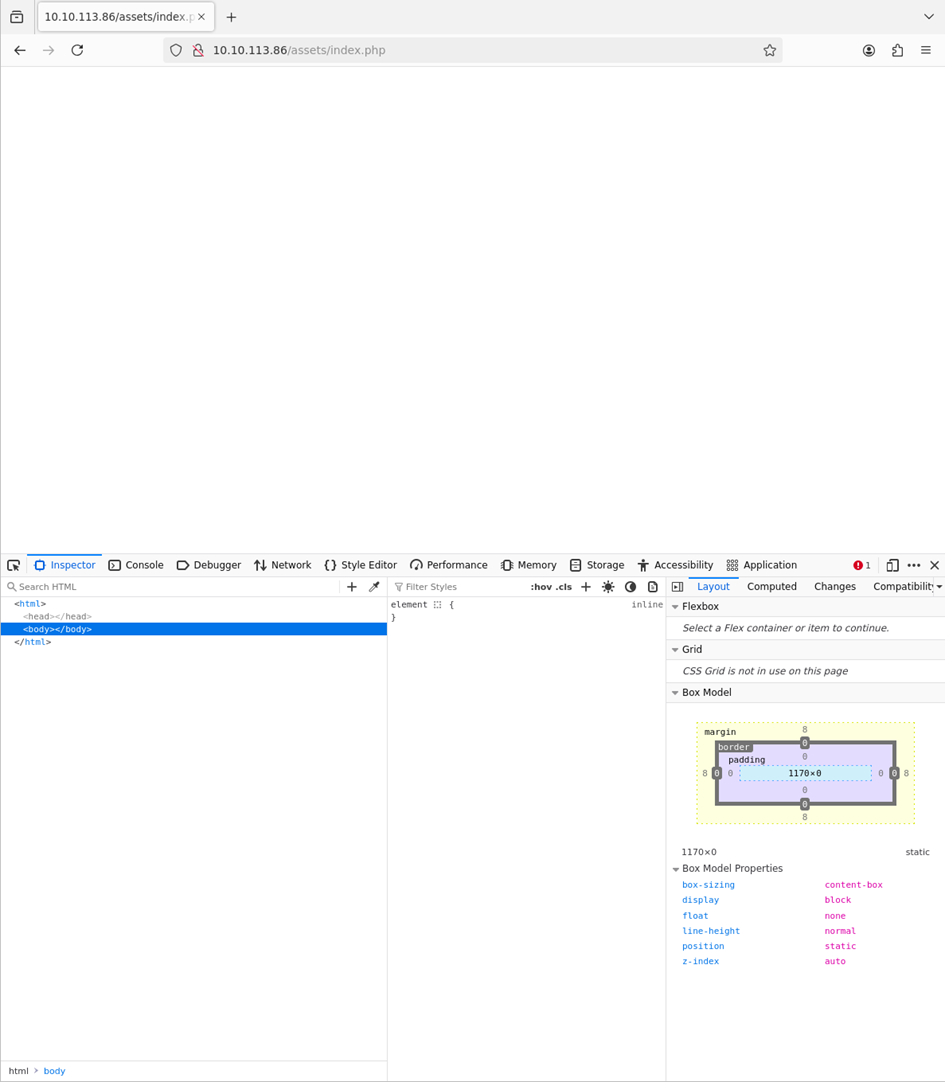 10.10.113.86/assets/index.p
10.10.113.86/assets/index.php
Inspector Console Debugger Network Style Editor Performance Memory Storage Accessibility Application 1
Search HTML
Filter Styles :hov .cls
Layout Computed Changes Compatibility
<html>
<head></head>
<body></body>
</html>
element { inline
}
Flexbox
Select a Flex container or item to continue.
Grid
CSS Grid is not in use on this page
Box Model
margin 8
border 0
padding 0
8 0 0 1170×0 0 0 8
0
0
8
1170×0 static
Box Model Properties
box-sizing content-box
display block
float none
line-height normal
position static
z-index auto
html > body